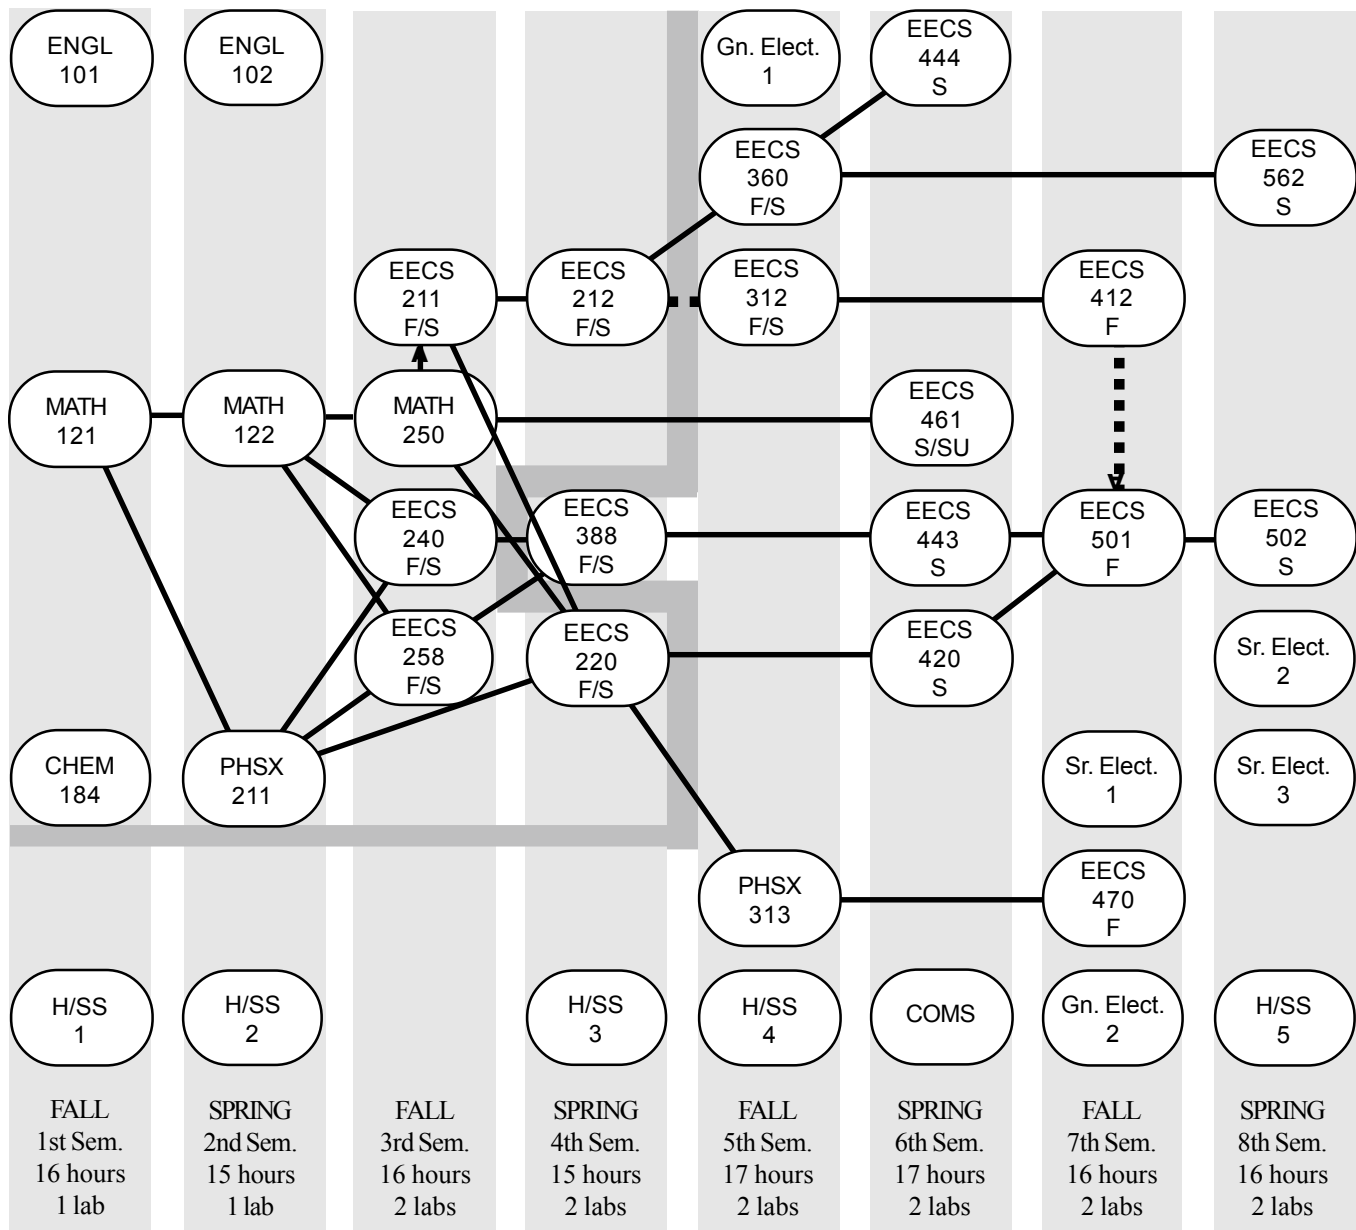 ENGL
101
ENGL
102
Gn. Elect.
1
EECS
444
S
EECS
360
F/S
EECS
562
S
EECS
211
F/S
EECS
212
F/S
EECS
312
F/S
EECS
412
F
MATH
121
MATH
122
MATH
250
EECS
461
S/SU
EECS
240
F/S
EECS
388
F/S
EECS
443
S
EECS
501
F
EECS
502
S
EECS
258
F/S
EECS
220
F/S
EECS
420
S
Sr. Elect.
2
CHEM
184
PHSX
211
Sr. Elect.
1
Sr. Elect.
3
PHSX
313
EECS
470
F
H/SS
1
H/SS
2
H/SS
3
H/SS
4
COMS
Gn. Elect.
2
H/SS
5
FALL
1st Sem.
16 hours
1 lab
SPRING
2nd Sem.
15 hours
1 lab
FALL
3rd Sem.
16 hours
2 labs
SPRING
4th Sem.
15 hours
2 labs
FALL
5th Sem.
17 hours
2 labs
SPRING
6th Sem.
17 hours
2 labs
FALL
7th Sem.
16 hours
2 labs
SPRING
8th Sem.
16 hours
2 labs